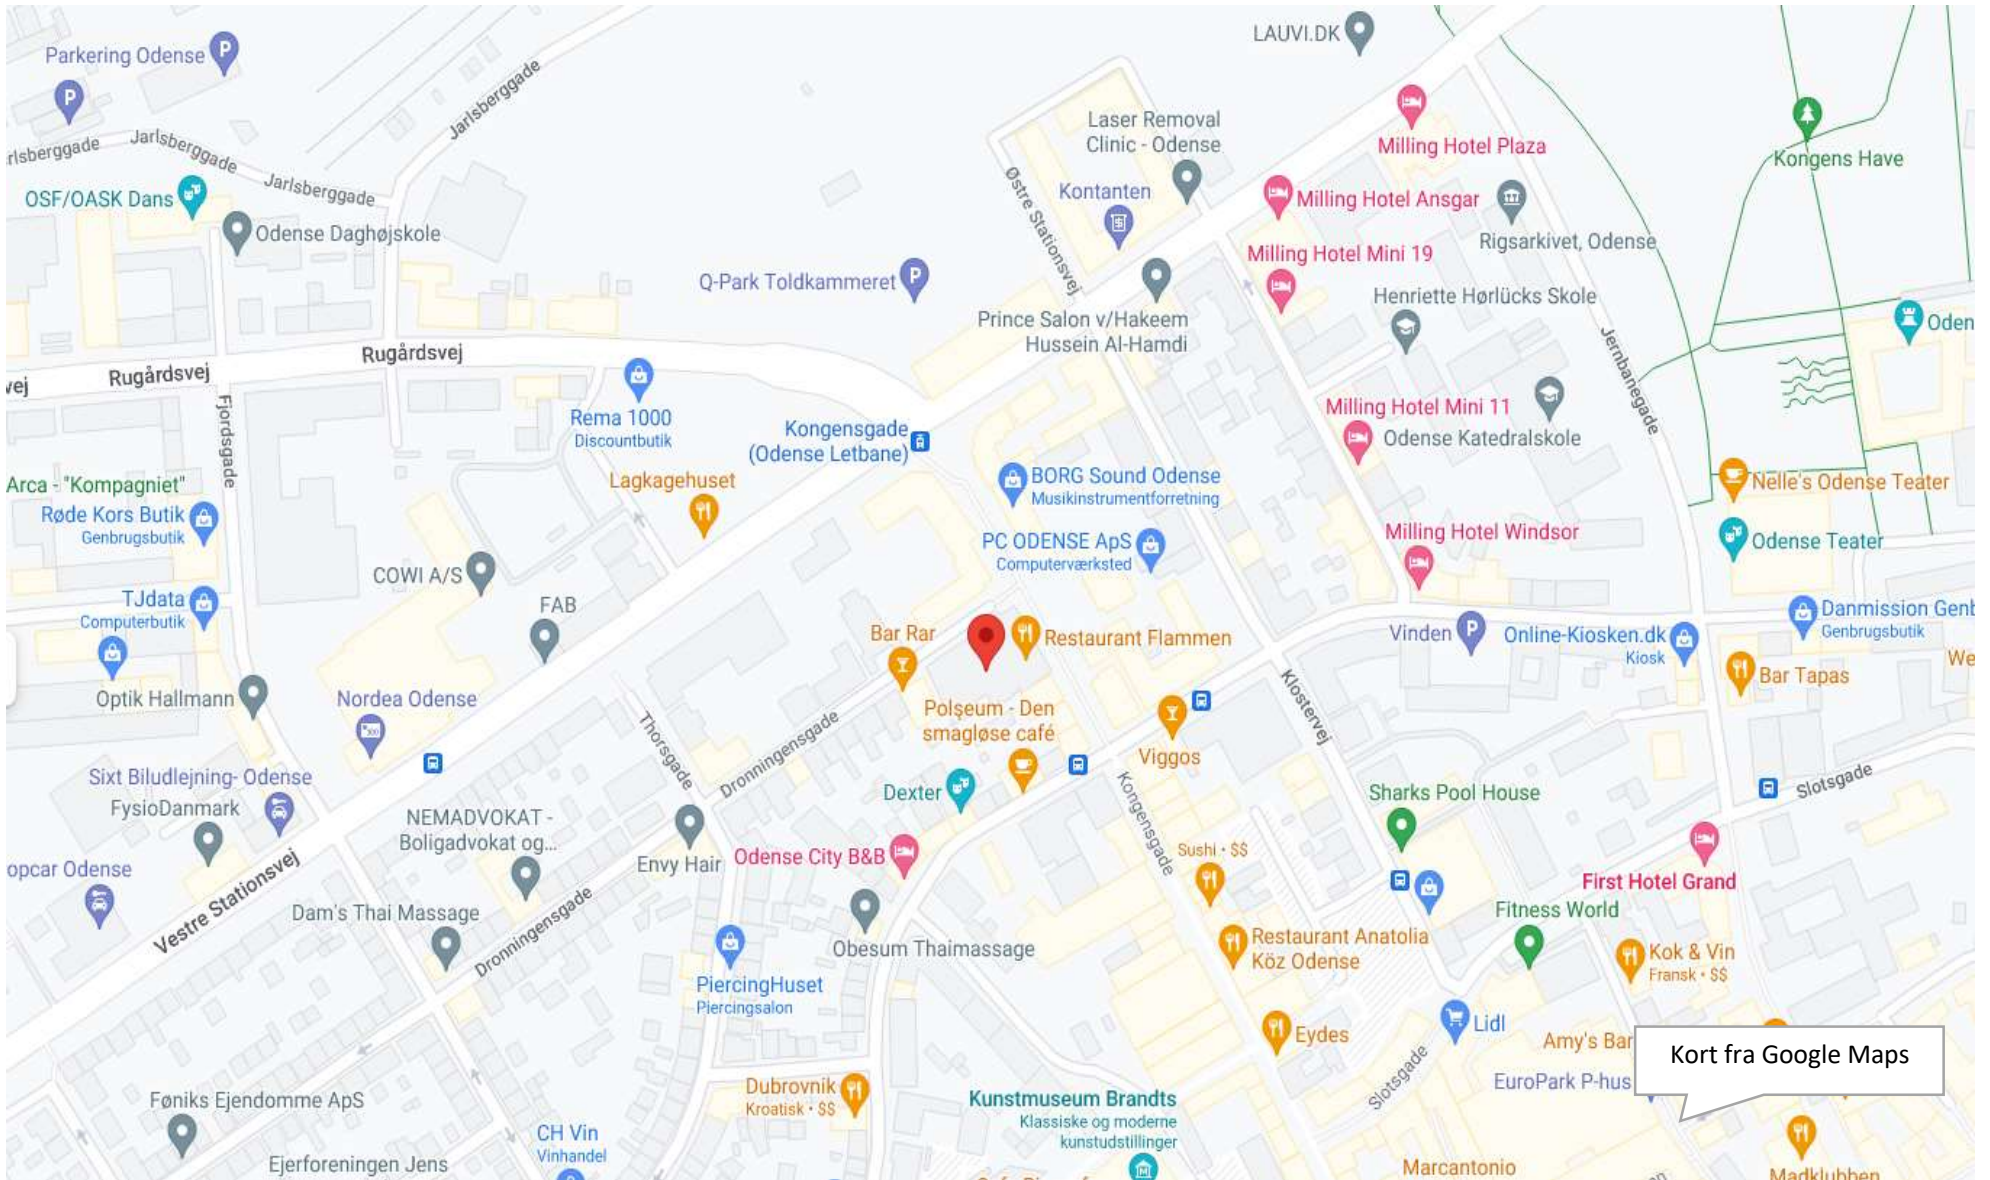 LAUVI.DK
Parkering Odense
Jarlsberggade
Laser Removal
Clinic - Odense
Jarlsberggade
rlsberggade
Milling Hotel Plaza
Kongens Have
Jarlsberggade
OSF/OASK Dans
Østre Stationsvej
Kontanten
Milling Hotel Ansgar
Odense Daghøjskole
Rigsarkivet, Odense
Milling Hotel Mini 19
Q-Park Toldkammeret
Henriette Hørlücks Skole
Prince Salon v/Hakeem
Hussein Al-Hamdi
Oden
Rugårdsvej
Rugårdsvej
vej
Jernbanegade
Fjordsgade
Rema 1000
Discountbutik
Milling Hotel Mini 11
Kongensgade
(Odense Letbane)
Odense Katedralskole
Arca - "Kompagniet"
Lagkagehuset
BORG Sound Odense
Musikinstrumentforretning
Nelle's Odense Teater
Røde Kors Butik
Genbrugsbutik
PC ODENSE ApS
Computerværksted
Milling Hotel Windsor
Odense Teater
COWI A/S
TJdata
Computerbutik
FAB
Bar Rar
Restaurant Flammen
Vinden
Online-Kiosken.dk
Kiosk
Danmission Genb
Genbrugsbutik
We
Optik Hallmann
Nordea Odense
Thorsgade
Dronningensgade
Polşeum - Den
smagløse café
Klostervej
Bar Tapas
Viggos
Sixt Biludlejning- Odense
FysioDanmark
Dexter
Kongensgade
Sharks Pool House
Slotsgade
NEMADVOKAT -
Boligadvokat og...
Envy Hair
Odense City B&B
Sushi • $$
opcar Odense
First Hotel Grand
Vestre Stationsvej
Dam's Thai Massage
Dronningensgade
Obesum Thaimassage
Restaurant Anatolia
Köz Odense
Fitness World
Kok & Vin
Fransk • $$
PiercingHuset
Piercingsalon
Eydes
Lidl
Amy's Bar
Kort fra Google Maps
Slotsgade
EuroPark P-hus
Føniks Ejendomme ApS
Dubrovnik
Kroatisk • $$
Kunstmuseum Brandts
Klassiske og moderne
kunstudstillinger
CH Vin
Vinhandel
Ejerforeningen Jens
Marcantonio
Madklubben